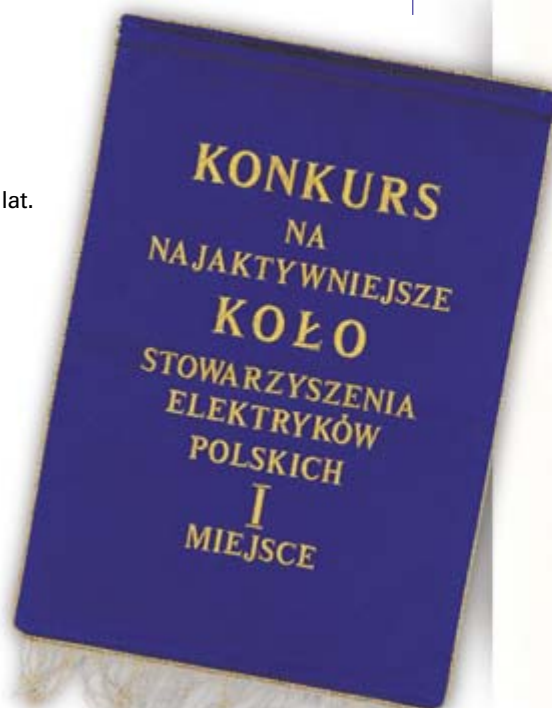 lat.
KONKURS
NA
NAJAKTYWNIEJSZE
KOŁO
STOWARZYSZENIA
ELEKTRYKÓW
POLSKICH
I
MIEJSCE